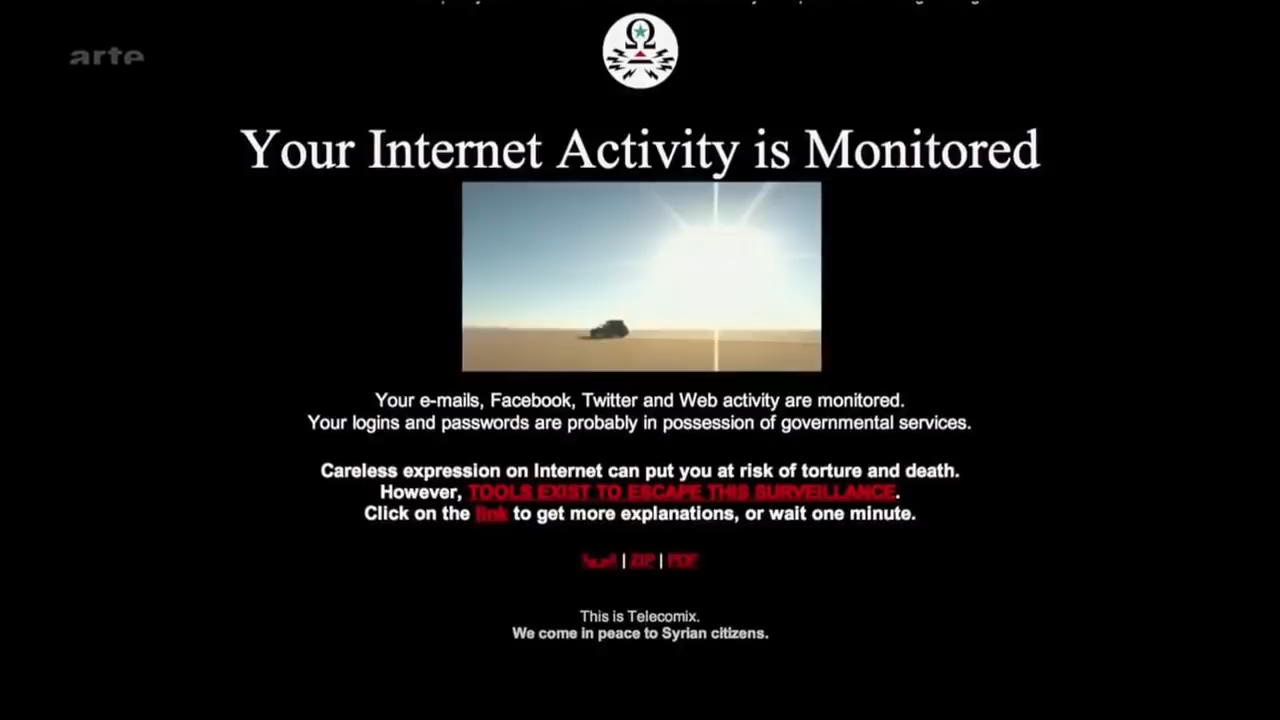 arte
Ω
Your Internet Activity is Monitored
Your e-mails, Facebook, Twitter and Web activity are monitored.
Your logins and passwords are probably in possession of governmental services.
Careless expression on Internet can put you at risk of torture and death.
However, TOOLS EXIST TO ESCAPE THIS SURVEILLANCE.
Click on the link to get more explanations, or wait one minute.
| ZIP | PDF
This is Telecomix.
We come in peace to Syrian citizens.